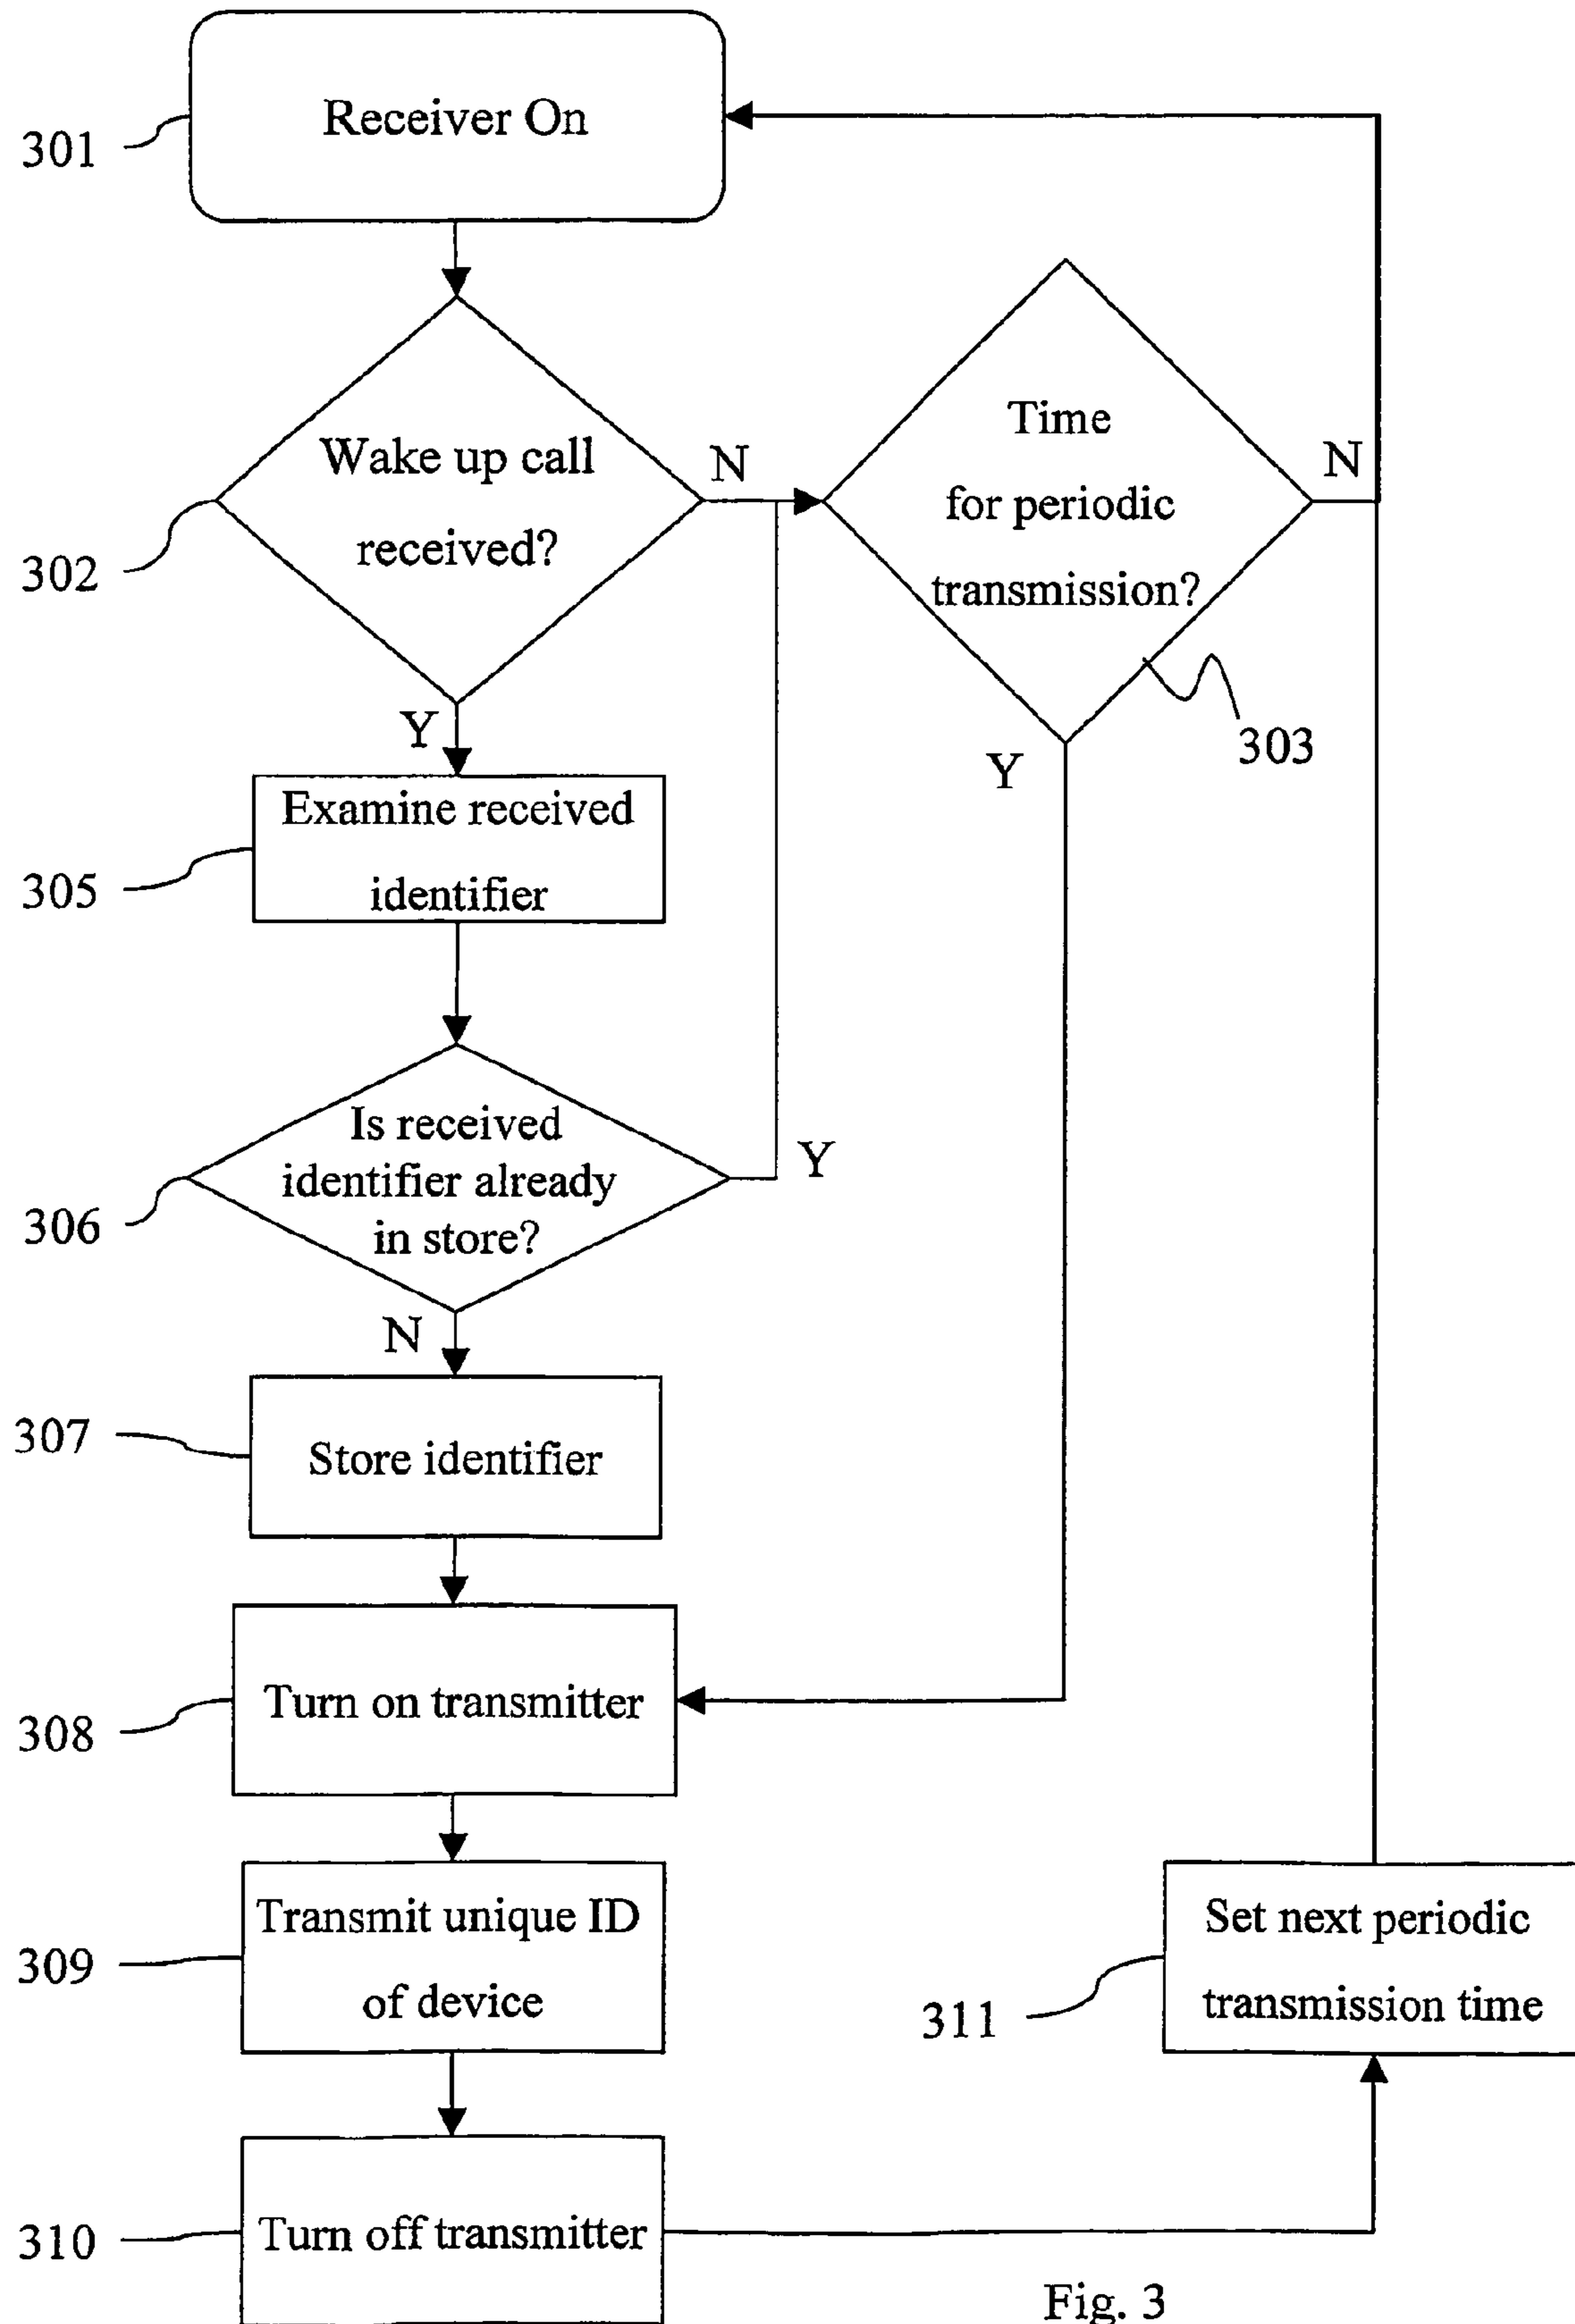 Receiver On
301
Wake up call
received?
N
302
Time
for periodic
transmission?
N
303
Y
Y
Examine received
identifier
305
Is received
identifier already
in store?
Y
306
N
307
Store identifier
Turn on transmitter
308
Transmit unique ID
of device
309
Set next periodic
transmission time
311
310
Turn off transmitter
Fig. 3